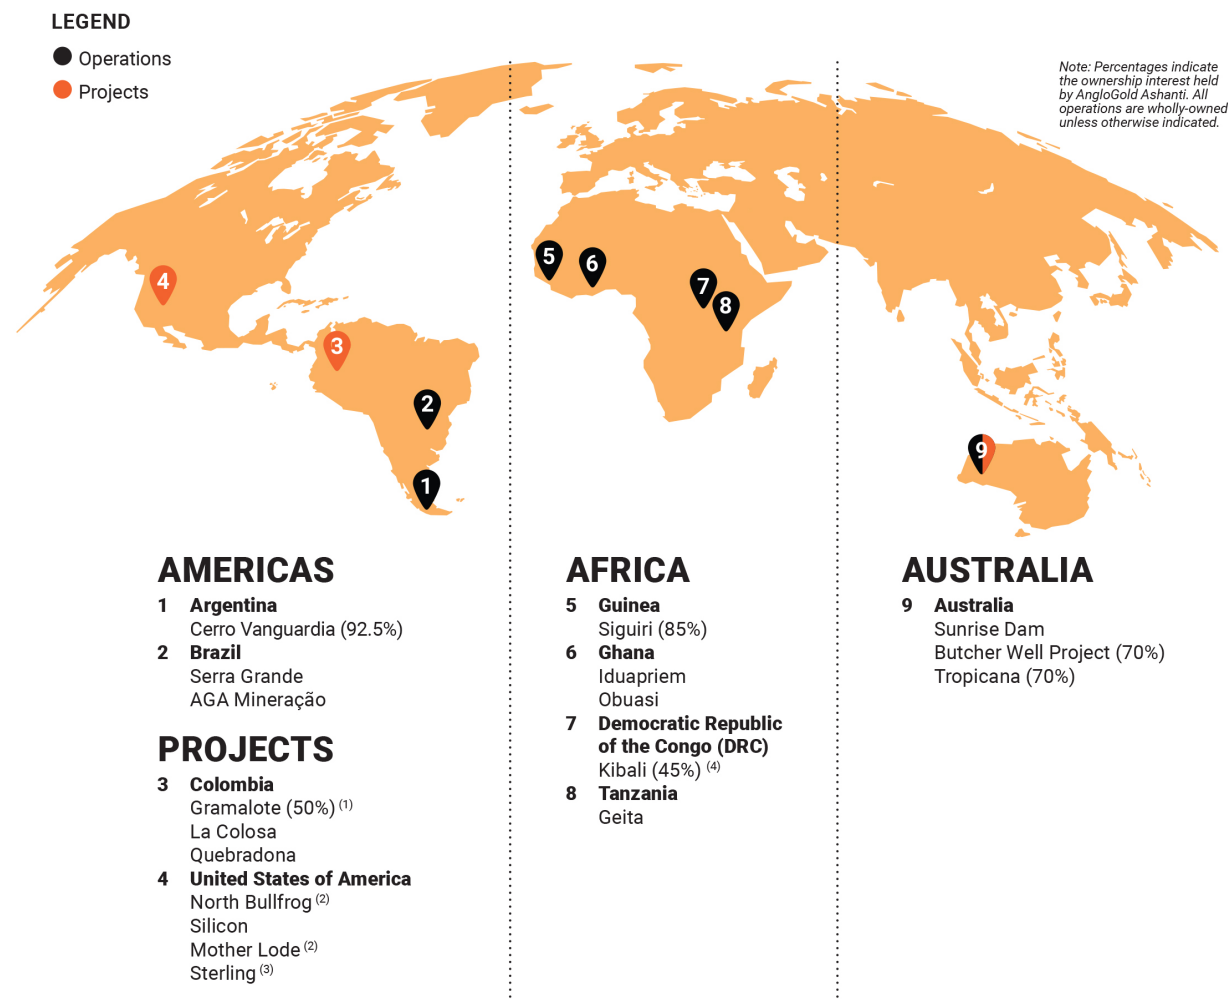 LEGEND
Operations
Projects
Note: Percentages indicate
the ownership interest held
by AngloGold Ashanti. All
operations are wholly-owned
unless otherwise indicated.
4
3
2
1
5
6
7
8
9
AMERICAS
1 Argentina
Cerro Vanguardia (92.5%)
2 Brazil
Serra Grande
AGA Mineração
PROJECTS
3 Colombia
Gramalote (50%) (1)
La Colosa
Quebradona
4 United States of America
North Bullfrog (2)
Silicon
Mother Lode (2)
Sterling (3)
AFRICA
5 Guinea
Siguiri (85%)
6 Ghana
Iduapriem
Obuasi
7 Democratic Republic
of the Congo (DRC)
Kibali (45%) (4)
8 Tanzania
Geita
AUSTRALIA
9 Australia
Sunrise Dam
Butcher Well Project (70%)
Tropicana (70%)